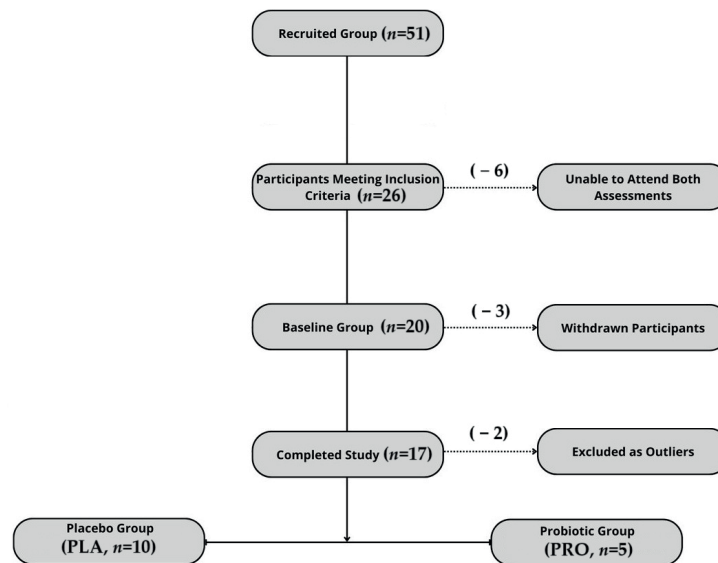 Recruited Group (n=51)
Participants Meeting Inclusion
Criteria (n=26)
(− 6)
Unable to Attend Both
Assessments
Baseline Group (n=20)
(− 3)
Withdrawn Participants
Completed Study (n=17)
(− 2)
Excluded as Outliers
Placebo Group
(PLA, n=10)
Probiotic Group
(PRO, n=5)